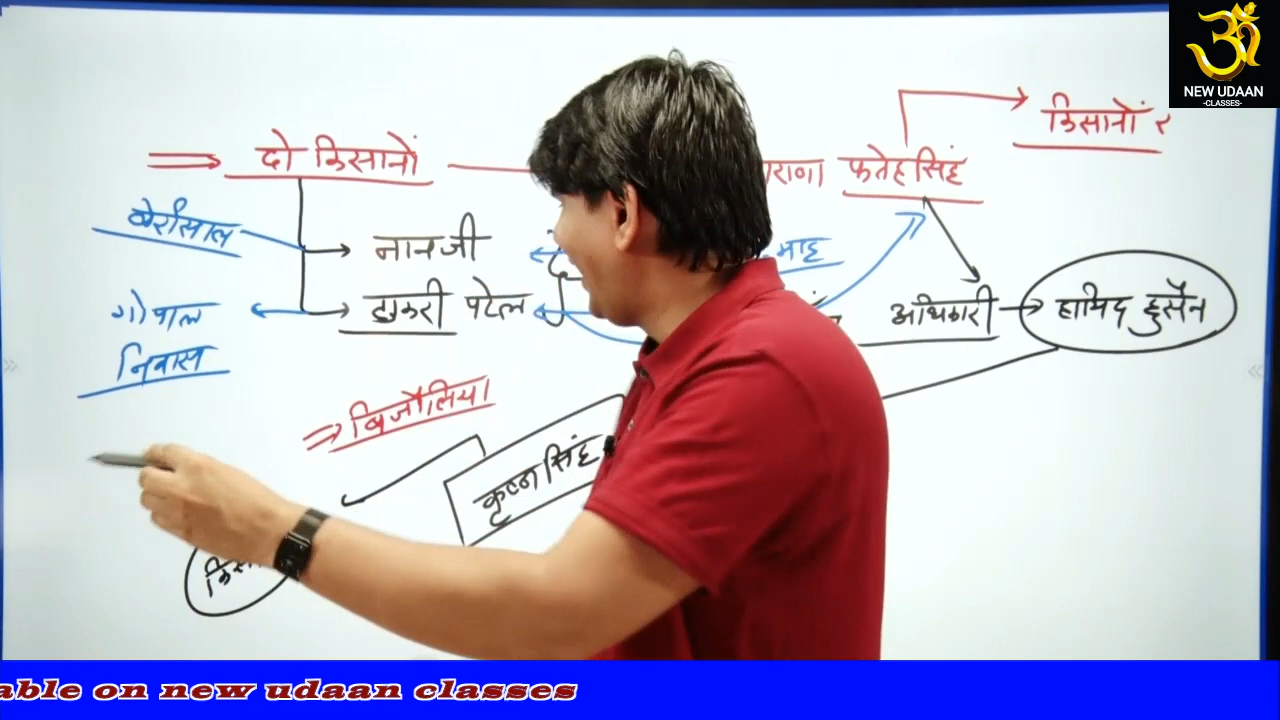 NEW UDAAN
-CLASSES-
किसानों
⇒ दो किसानों
फतेहसिंह
बेरीसाल
नानजी
माह
गोपाल
ठाकरी पटेल
अधिकारी
हामिद हुसैन
निवास
⇒ बिजौलिया
कृष्ण सिंह
able on new udaan classes